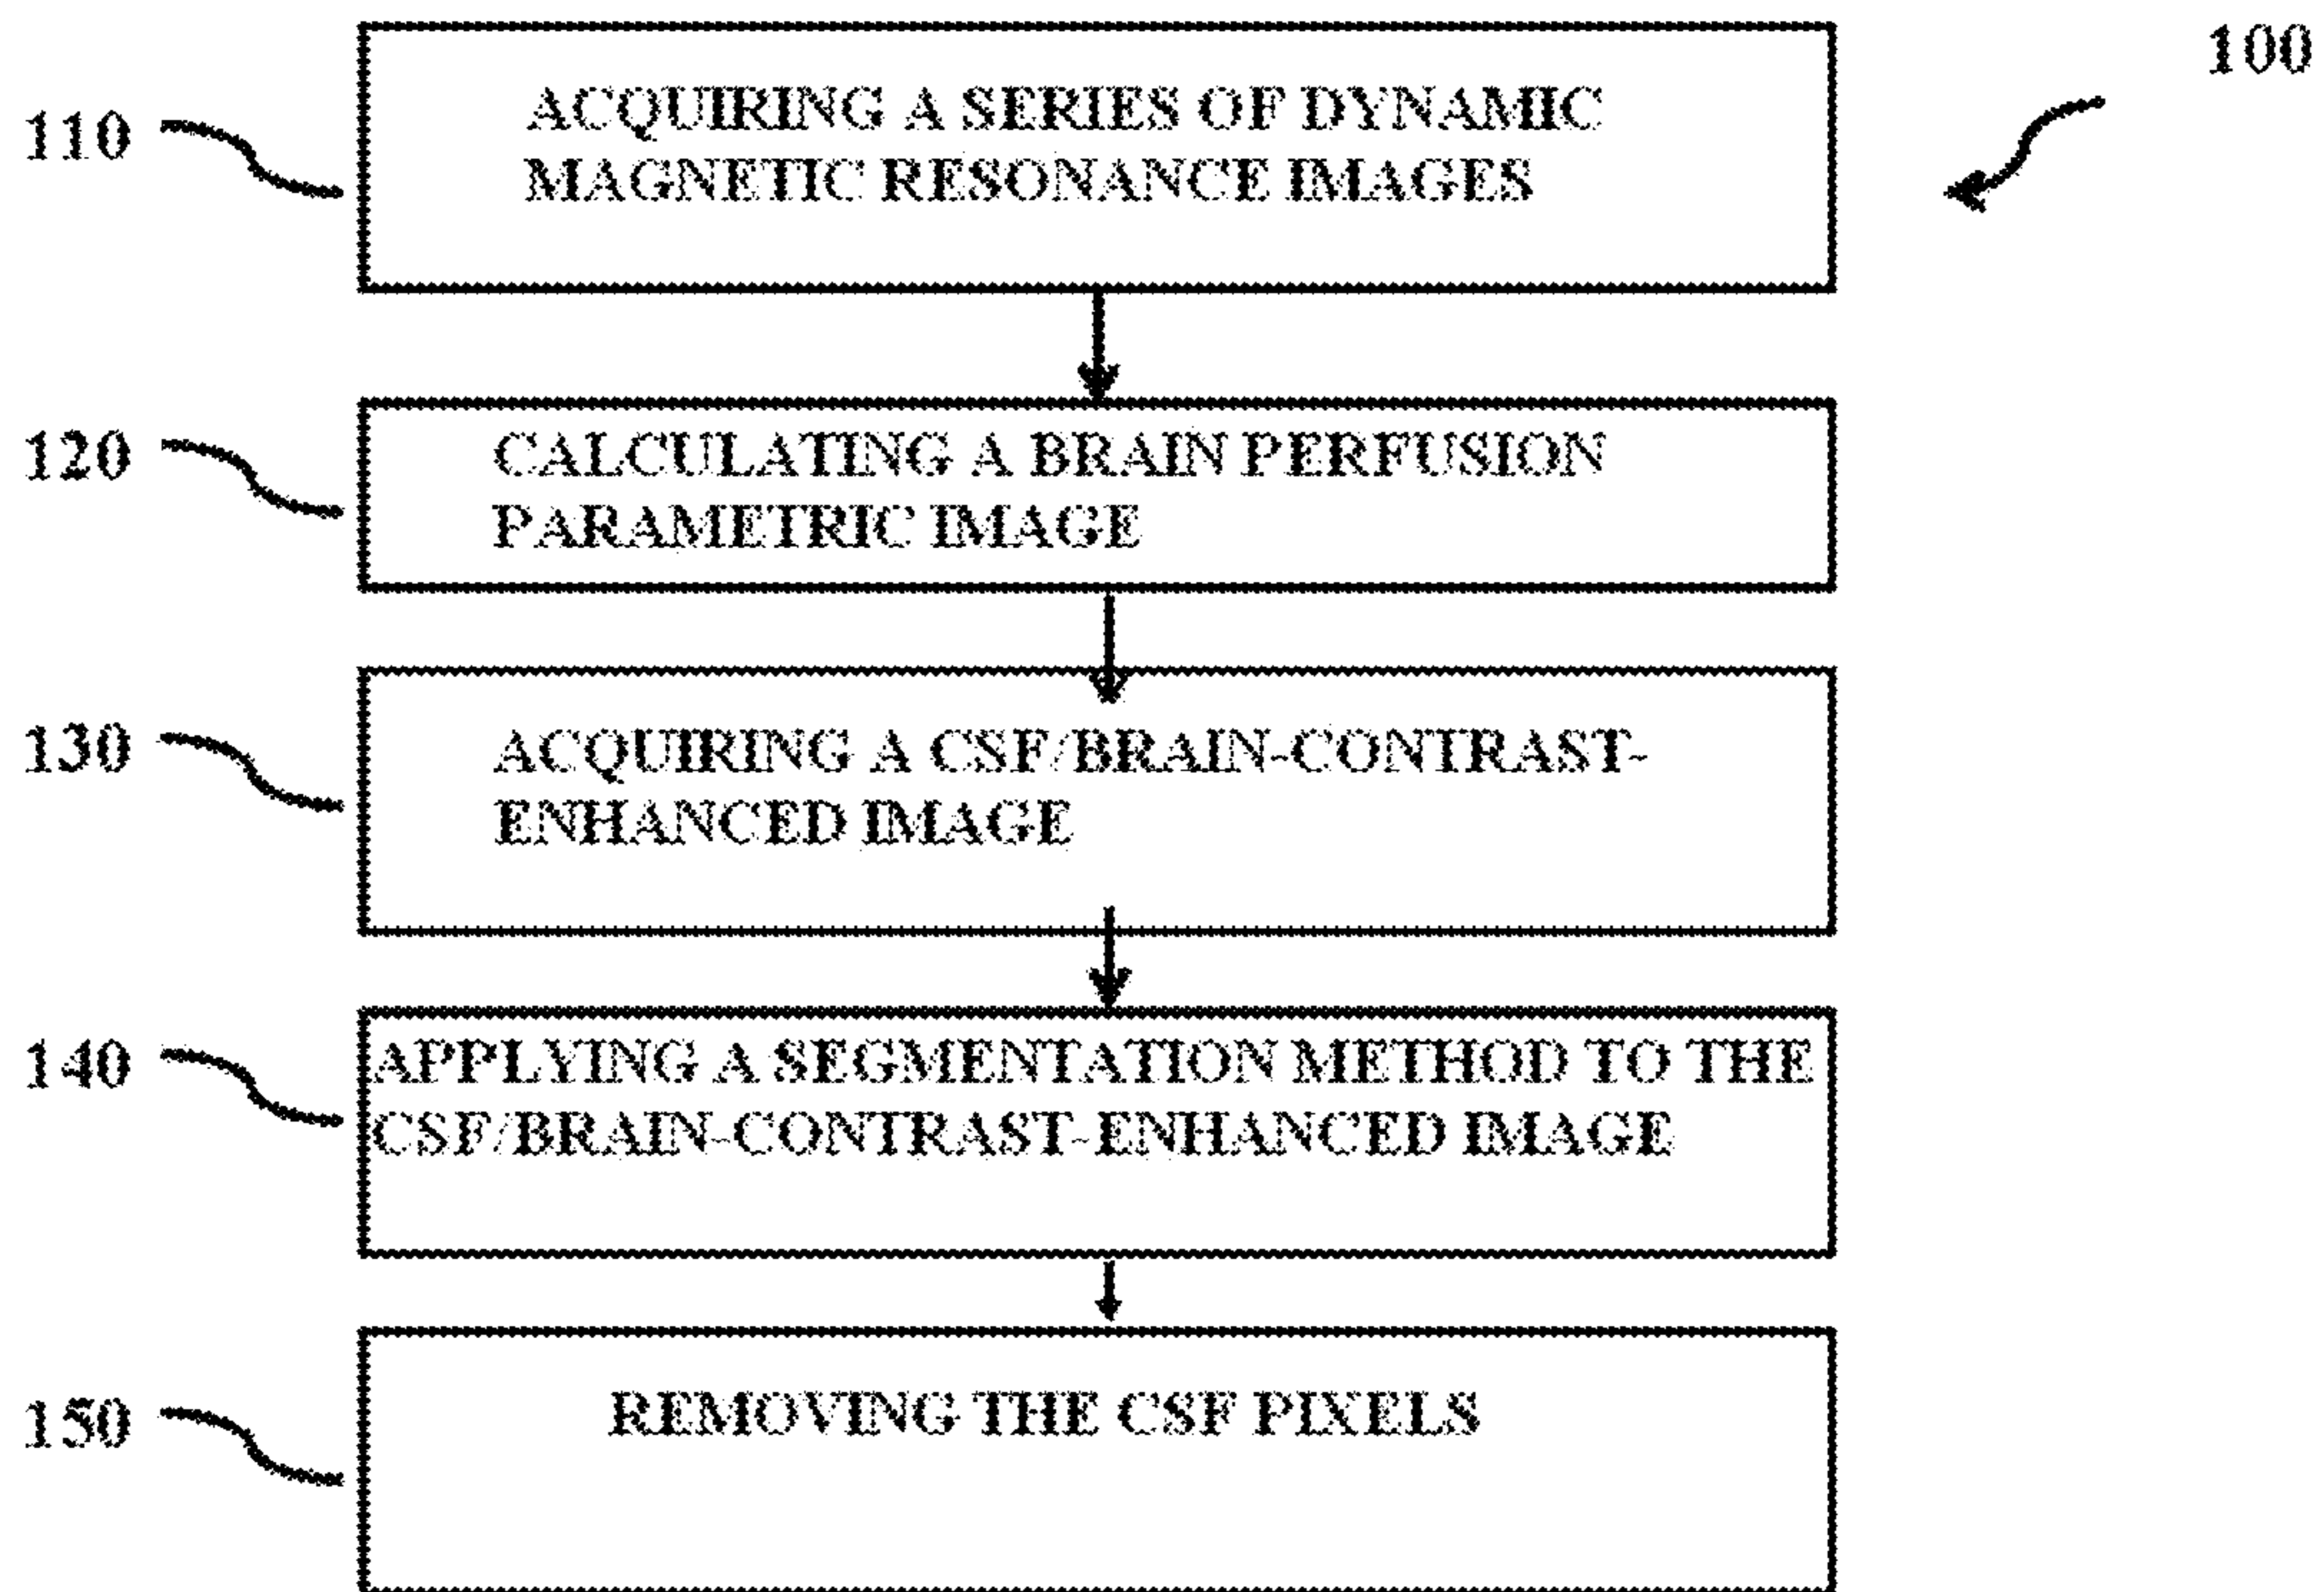 100
110
ACQUIRING A SERIES OF DYNAMIC
MAGNETIC RESONANCE IMAGES
120
CALCULATING A BRAIN PERFUSION
PARAMETRIC IMAGE
130
ACQUIRING A CSF/BRAIN-CONTRAST-
ENHANCED IMAGE
140
APPLYING A SEGMENTATION METHOD TO THE
CSF/BRAIN-CONTRAST-ENHANCED IMAGE
150
REMOVING THE CSF PIXELS